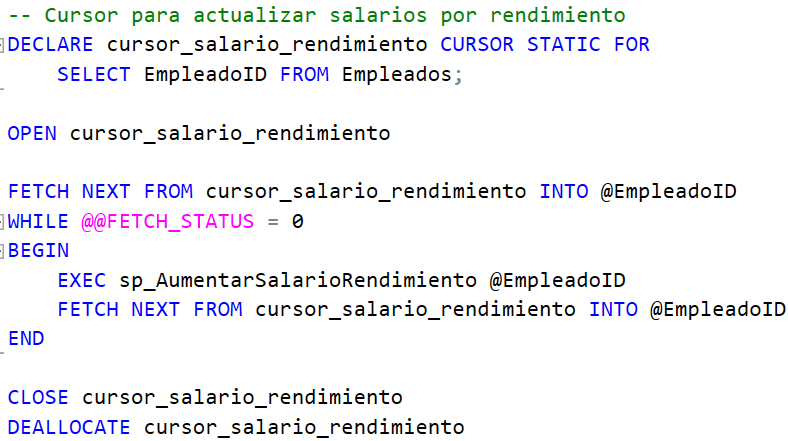 -- Cursor para actualizar salarios por rendimiento
DECLARE cursor_salario_rendimiento CURSOR STATIC FOR
    SELECT EmpleadoID FROM Empleados;

OPEN cursor_salario_rendimiento

FETCH NEXT FROM cursor_salario_rendimiento INTO @EmpleadoID
WHILE @@FETCH_STATUS = 0
BEGIN
    EXEC sp_AumentarSalarioRendimiento @EmpleadoID
    FETCH NEXT FROM cursor_salario_rendimiento INTO @EmpleadoID
END

CLOSE cursor_salario_rendimiento
DEALLOCATE cursor_salario_rendimiento